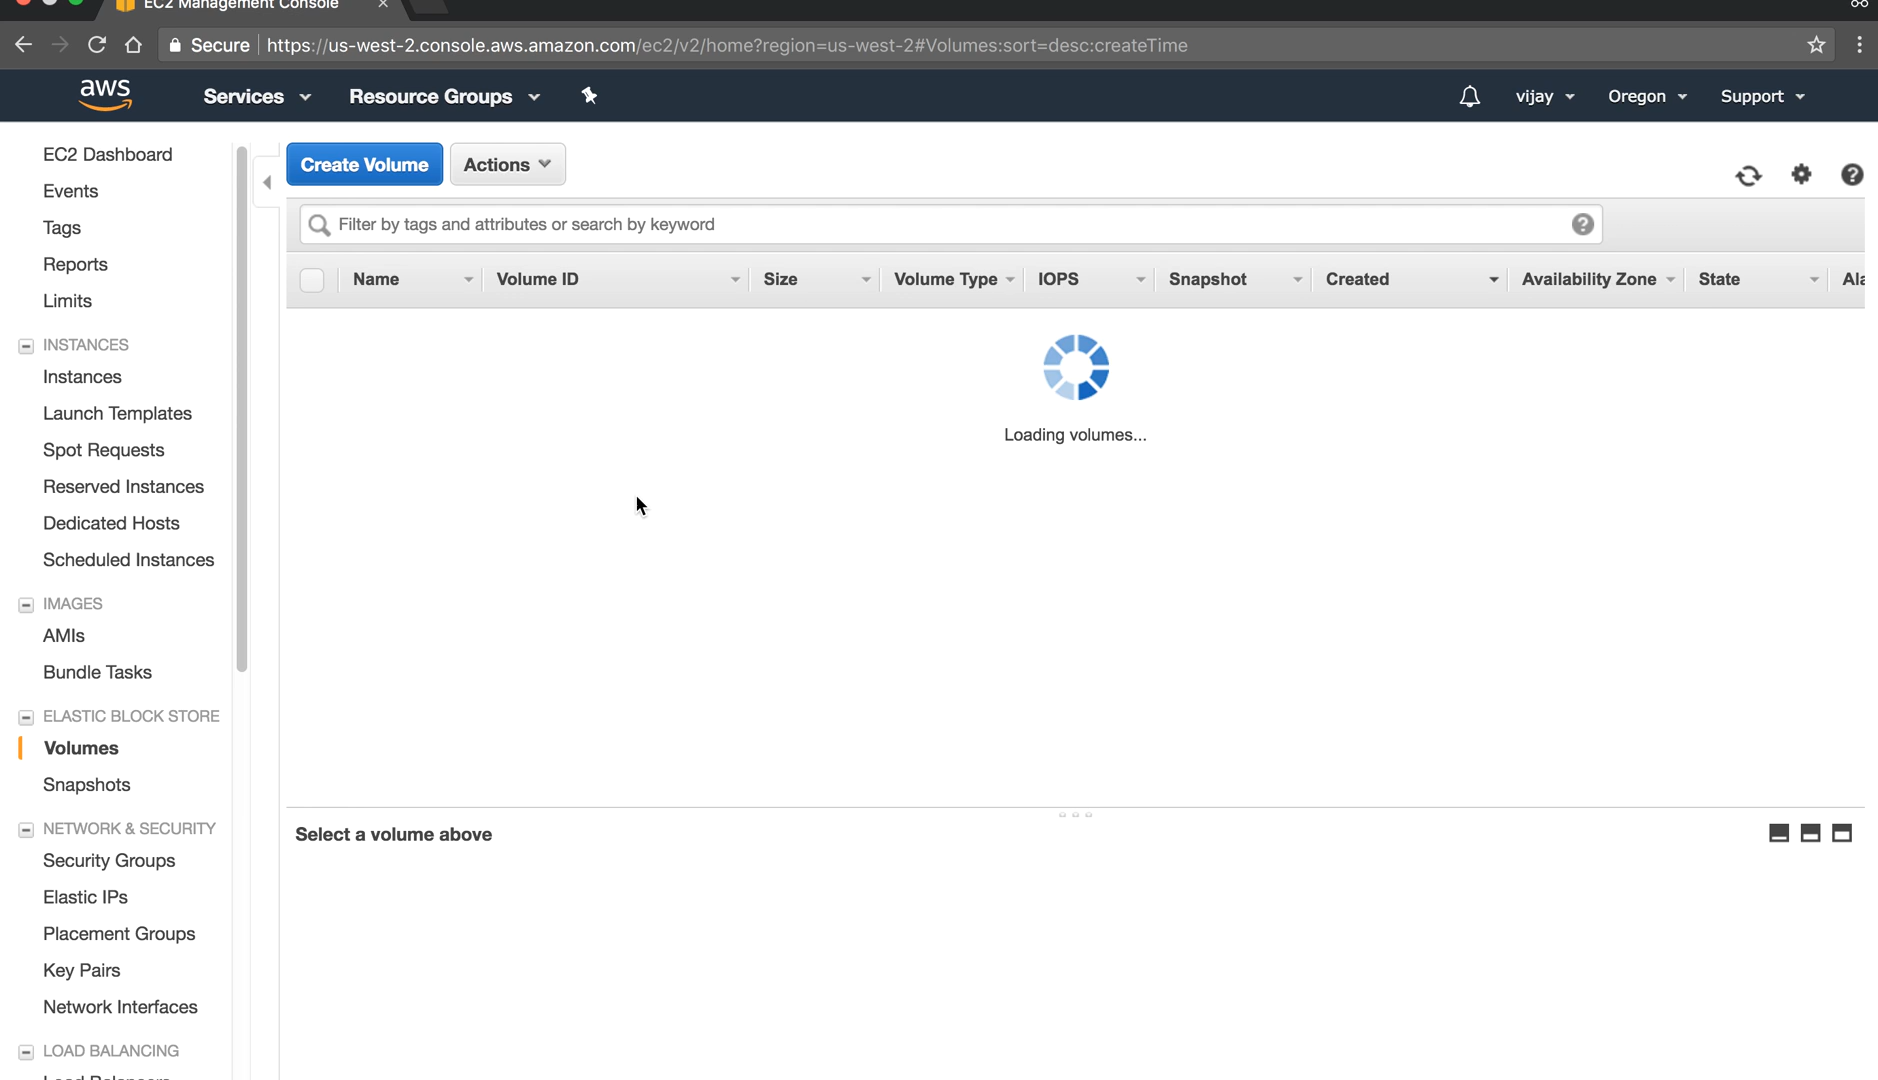 EC2 Management Console
Secure https://us-west-2.console.aws.amazon.com/ec2/v2/home?region=us-west-2#Volumes:sort=desc:createTime
aws Services Resource Groups vijay Oregon Support
EC2 Dashboard
Events
Tags
Reports
Limits
INSTANCES
Instances
Launch Templates
Spot Requests
Reserved Instances
Dedicated Hosts
Scheduled Instances
IMAGES
AMIs
Bundle Tasks
ELASTIC BLOCK STORE
Volumes
Snapshots
NETWORK & SECURITY
Security Groups
Elastic IPs
Placement Groups
Key Pairs
Network Interfaces
LOAD BALANCING
Create Volume Actions
Filter by tags and attributes or search by keyword
Name Volume ID Size Volume Type IOPS Snapshot Created Availability Zone State
Loading volumes...
Select a volume above